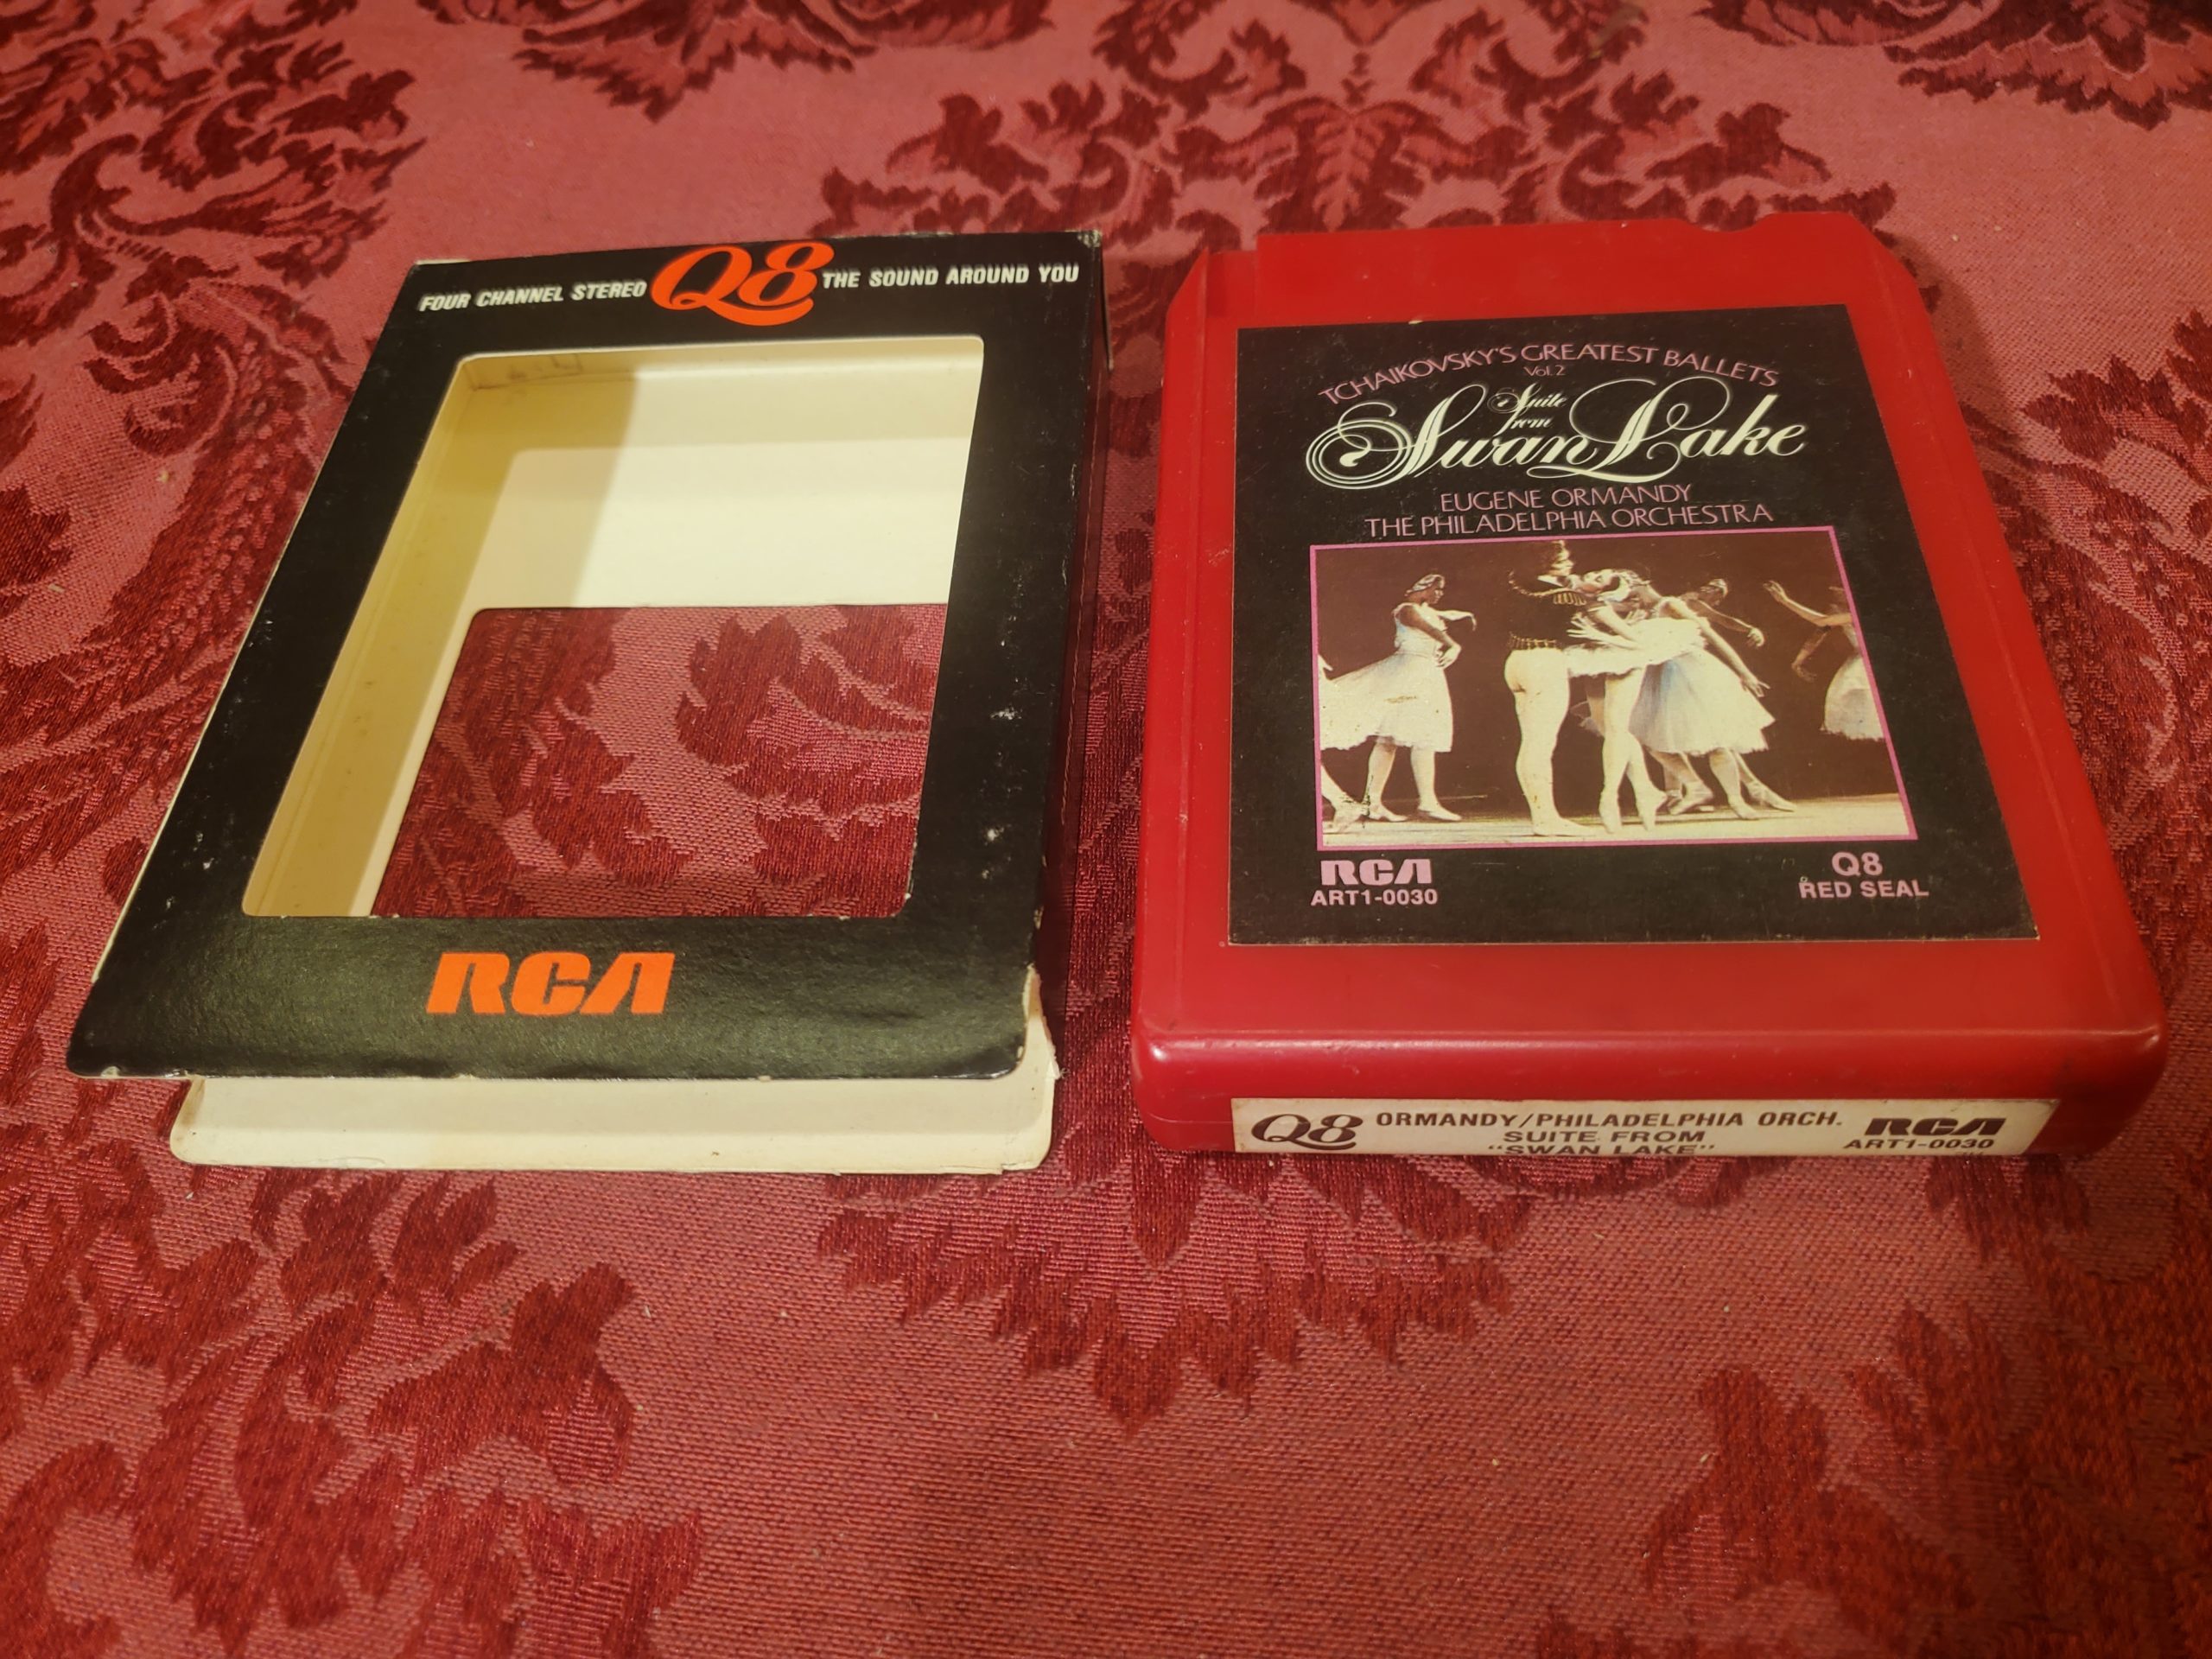 FOUR CHANNEL STEREO Q8 THE SOUND AROUND YOU
RCA
TCHAIKOVSKY'S GREATEST BALLETS
Vol. 2
Suite
from
Swan Lake
EUGENE ORMANDY
THE PHILADELPHIA ORCHESTRA
RCA
ART1-0030
Q8
RED SEAL
Q8 ORMANDY/PHILADELPHIA ORCH. RCA
SUITE FROM ART1-0030
"SWAN LAKE"